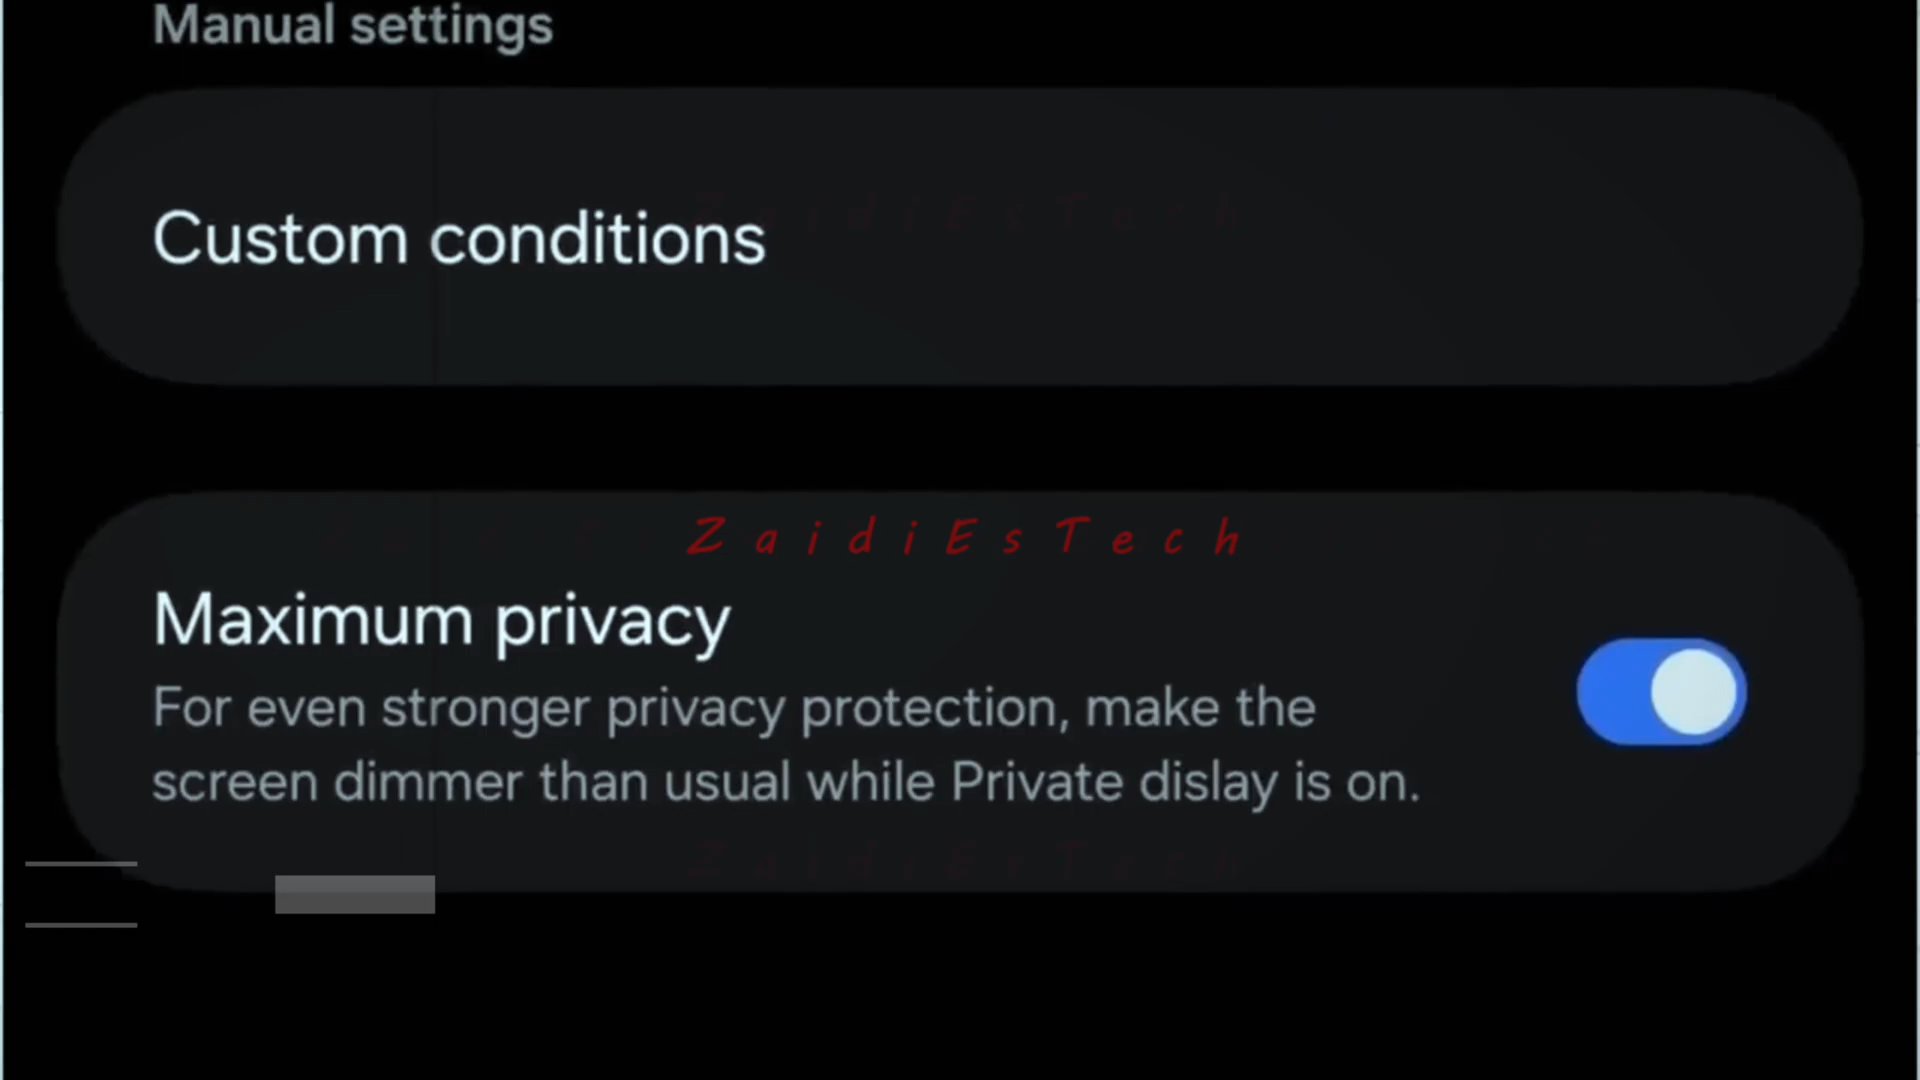 Manual settings
Custom conditions
ZaidiEsTech
Maximum privacy
For even stronger privacy protection, make the
screen dimmer than usual while Private dislay is on.